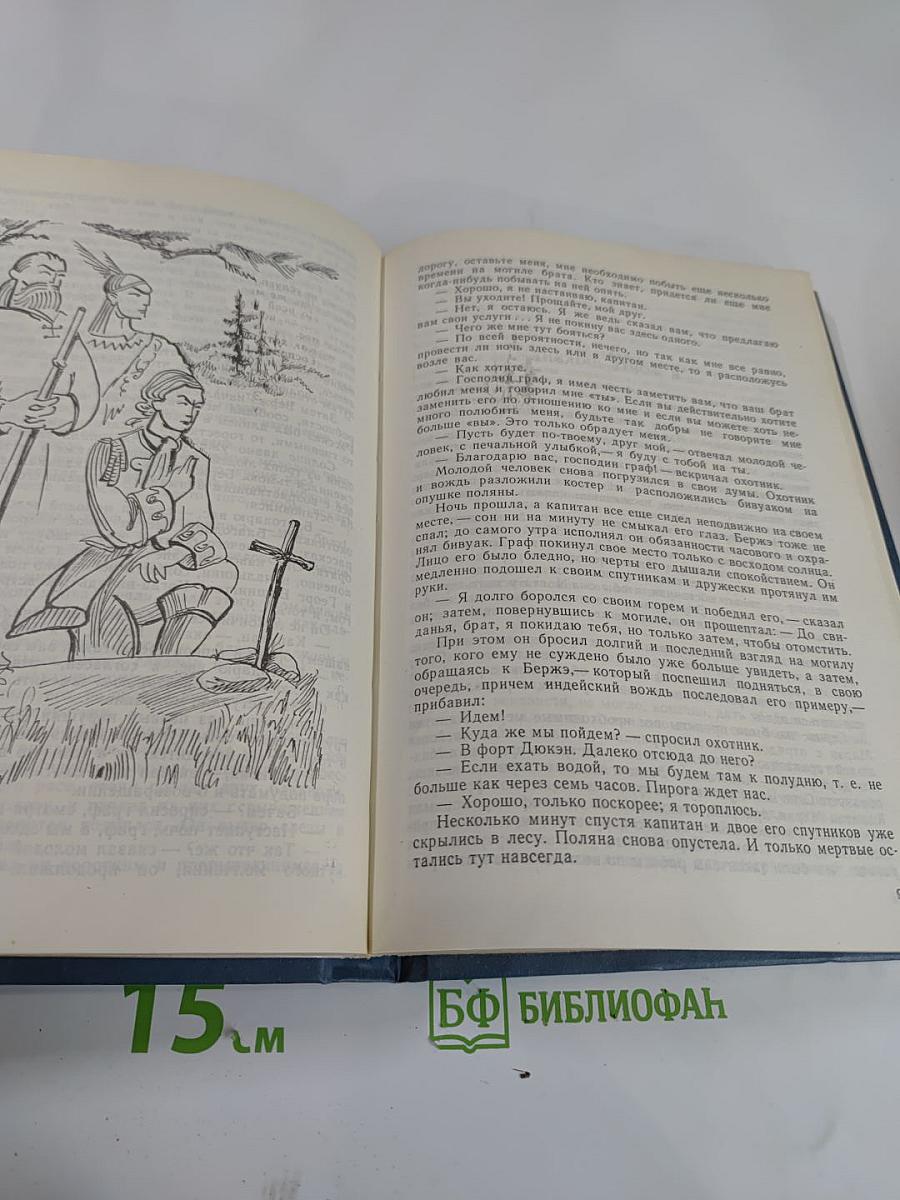 дорогу, оставьте меня, мне необходимо побыть еще несколько
времени на могиле брата. Кто знает, придется ли еще мне
когда-нибудь побывать на ней опять.
— Хорошо, я не настаиваю, капитан.
— Вы уходите! Прощайте, мой друг.
— Нет, я остаюсь. Я же ведь сказал вам, что предлагаю
вам свои услуги... Я не покину вас здесь одного.
— Чего же мне тут бояться?
— По всей вероятности, нечего, но так как мне все равно,
провести ли ночь здесь или в другом месте, то я расположусь
возле вас.
— Как хотите.
— Господин граф, я имел честь заметить вам, что ваш брат
любил меня и говорил мне «ты». Если вы действительно хотите
заменить его по отношению ко мне и если вы можете хоть не-
много полюбить меня, будьте так добры не говорите мне
больше «вы». Это только обрадует меня.
— Пусть будет по-твоему, друг мой, — отвечал молодой че-
ловек, с печальной улыбкой,— я буду с тобой на ты.
— Благодарю вас, господин граф! — вскричал охотник.
Молодой человек снова погрузился в свои думы. Охотник
и вождь разложили костер и расположились бивуаком на
опушке поляны.
Ночь прошла, а капитан все еще сидел неподвижно на своем
месте, — сон ни на минуту не смыкал его глаз. Бержэ тоже не
спал; до самого утра исполнял он обязанности часового и охра-
нял бивуак. Граф покинул свое место только с восходом солнца.
Лицо его было бледно, но черты его дышали спокойствием. Он
медленно подошел к своим спутникам и дружески протянул им
руки.
— Я долго боролся со своим горем и победил его, — сказал
он; затем, повернувшись к могиле, он прошептал: — До сви-
данья, брат, я покидаю тебя, но только затем, чтобы отомстить.
При этом он бросил долгий и последний взгляд на могилу
того, кого ему не суждено было уже больше увидеть, а затем,
обращаясь к Бержэ,— который поспешил подняться, в свою
очередь, причем индейский вождь последовал его примеру,—
прибавил:
— Идем!
— Куда же мы пойдем? — спросил охотник.
— В форт Дюкэн. Далеко отсюда до него?
— Если ехать водой, то мы будем там к полудню, т. е. не
больше как через семь часов. Пирога ждет нас.
— Хорошо, только поскорее; я тороплюсь.
Несколько минут спустя капитан и двое его спутников уже
скрылись в лесу. Поляна снова опустела. И только мертвые ос-
тались тут навсегда.
15 см
БФ БИБЛИОФАН